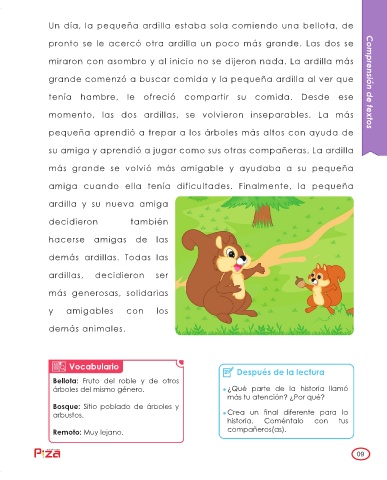 Un día, la pequeña ardilla estaba sola comiendo una bellota, de
pronto se le acercó otra ardilla un poco más grande. Las dos se
miraron con asombro y al inicio no se dijeron nada. La ardilla más
grande comenzó a buscar comida y la pequeña ardilla al ver que
tenía hambre, le ofreció compartir su comida. Desde ese
momento, las dos ardillas, se volvieron inseparables. La más
pequeña aprendió a trepar a los árboles más altos con ayuda de
su amiga y aprendió a jugar como sus otras compañeras. La ardilla
más grande se volvió más amigable y ayudaba a su pequeña
amiga cuando ella tenía dificultades. Finalmente, la pequeña
ardilla y su nueva amiga
decidieron también
hacerse amigas de las
demás ardillas. Todas las
ardillas, decidieron ser
más generosas, solidarias
y amigables con los
demás animales.
Comprensión de textos
Vocabulario
Bellota: Fruto del roble y de otros
árboles del mismo género.
Bosque: Sitio poblado de árboles y
arbustos.
Remoto: Muy lejano.
Después de la lectura
¿Qué parte de la historia llamó
más tu atención? ¿Por qué?
Crea un final diferente para la
historia. Coméntalo con tus
compañeros(as).
09